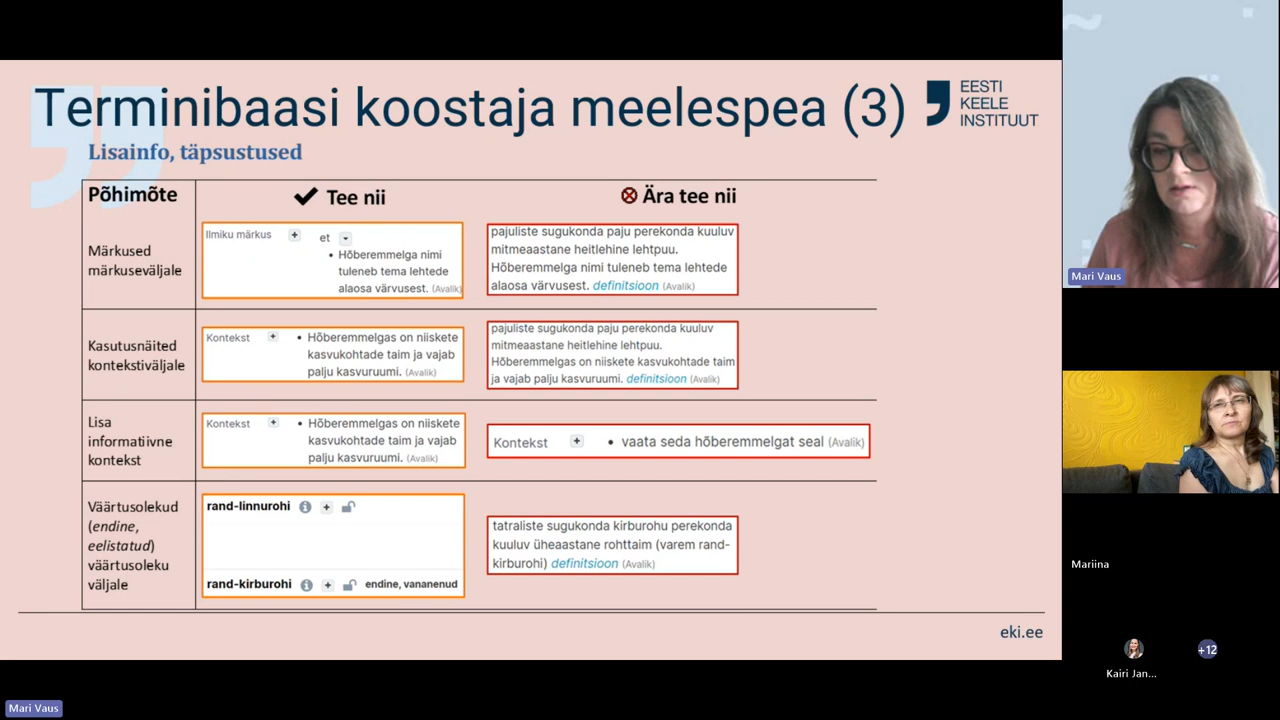 Terminibaasi koostaja meelespea (3)
EESTI
KEELE
INSTITUUT
Lisainfo, täpsustused
Põhimõte
Tee nii
Ära tee nii
Märkused
märkuseväljale
Ilmiku märkus
et
• Hõberemmelga nimi
tuleneb tema lehtede
alaosa värvusest. (Avalik)
pajuliste sugukonda paju perekonda kuuluv
mitmeaastane heitlehine lehtpuu.
Hõberemmelga nimi tuleneb tema lehtede
alaosa värvusest. definitsioon (Avalik)
Kasutusnäited
kontekstiväljale
Kontekst
• Hõberemmelgas on niiskete
kasvukohtade taim ja vajab
palju kasvuruumi. (Avalik)
pajuliste sugukonda paju perekonda kuuluv
mitmeaastane heitlehine lehtpuu.
Hõberemmelgas on niiskete kasvukohtade taim
ja vajab palju kasvuruumi. definitsioon (Avalik)
Lisa
informatiivne
kontekst
Kontekst
• Hõberemmelgas on niiskete
kasvukohtade taim ja vajab
palju kasvuruumi. (Avalik)
Kontekst
• vaata seda hõberemmelgat seal (Avalik)
Väärtusolekud
(endine,
eelistatud)
väärtusoleku
väljale
rand-linnurohi
rand-kirburohi
endine, vananenud
tatraliste sugukonda kirburohu perekonda
kuuluv üheaastane rohttaim (varem rand-
kirburohi) definitsioon (Avalik)
eki.ee
Mari Vaus
Mari Vaus
Mariina
Kairi Jan...
+12